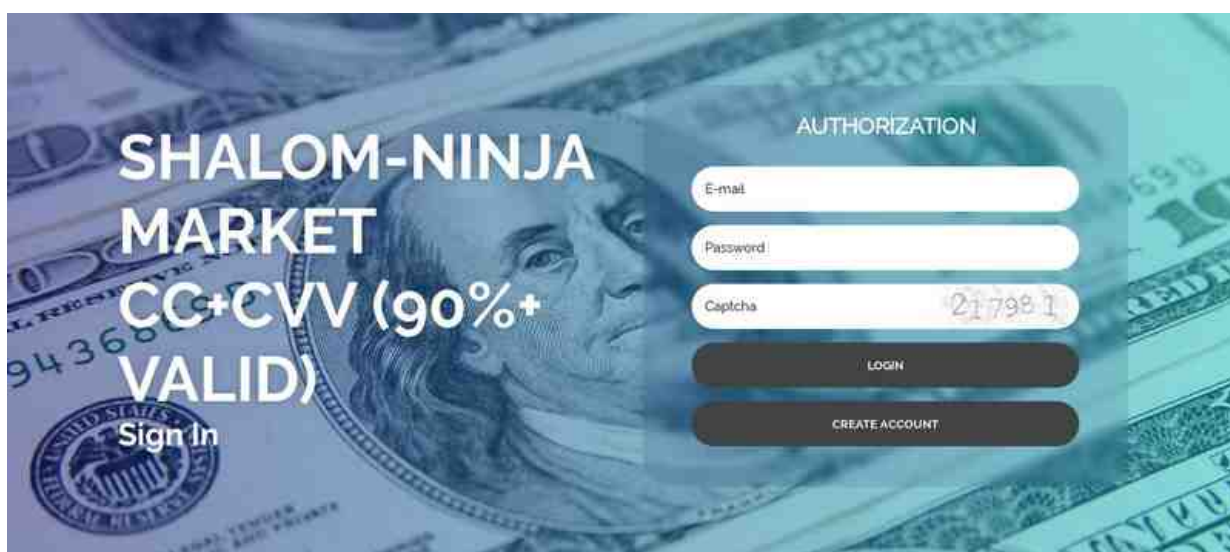 SHALOM-NINJA
MARKET
CC+CVV (90%+
VALID)
Sign In
AUTHORIZATION
E-mail
Password
Captcha 217981
LOGIN
CREATE ACCOUNT